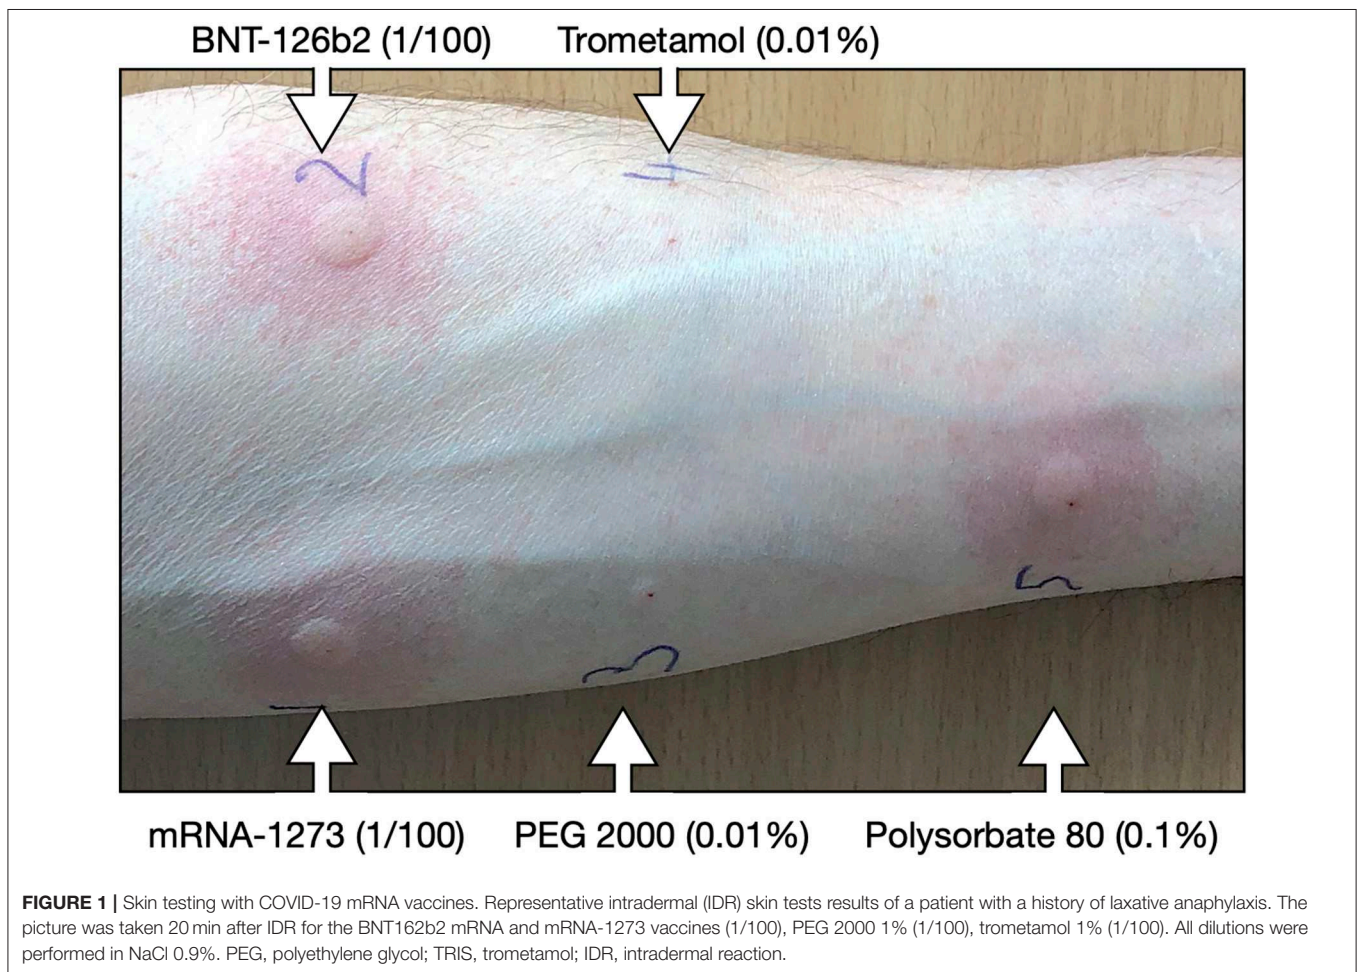 BNT-126b2 (1/100) Trometamol (0.01%)
2 4
5
1 3
mRNA-1273 (1/100) PEG 2000 (0.01%) Polysorbate 80 (0.1%)
FIGURE 1 | Skin testing with COVID-19 mRNA vaccines. Representative intradermal (IDR) skin tests results of a patient with a history of laxative anaphylaxis. The
picture was taken 20 min after IDR for the BNT162b2 mRNA and mRNA-1273 vaccines (1/100), PEG 2000 1% (1/100), trometamol 1% (1/100). All dilutions were
performed in NaCl 0.9%. PEG, polyethylene glycol; TRIS, trometamol; IDR, intradermal reaction.